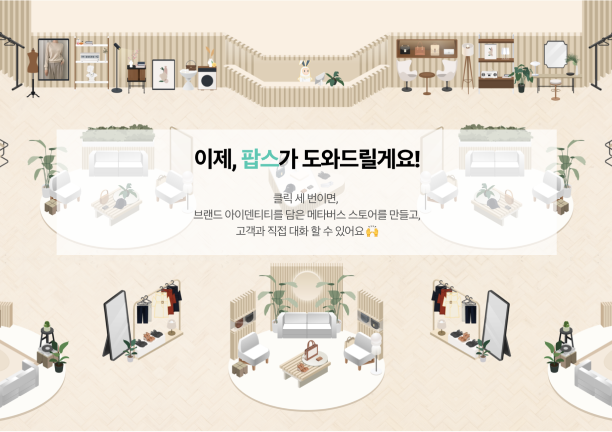 이제, 팝스가 도와드릴게요!
클릭 세 번이면,
브랜드 아이덴티티를 담은 메타버스 스토어를 만들고,
고객과 직접 대화 할 수 있어요 🙌